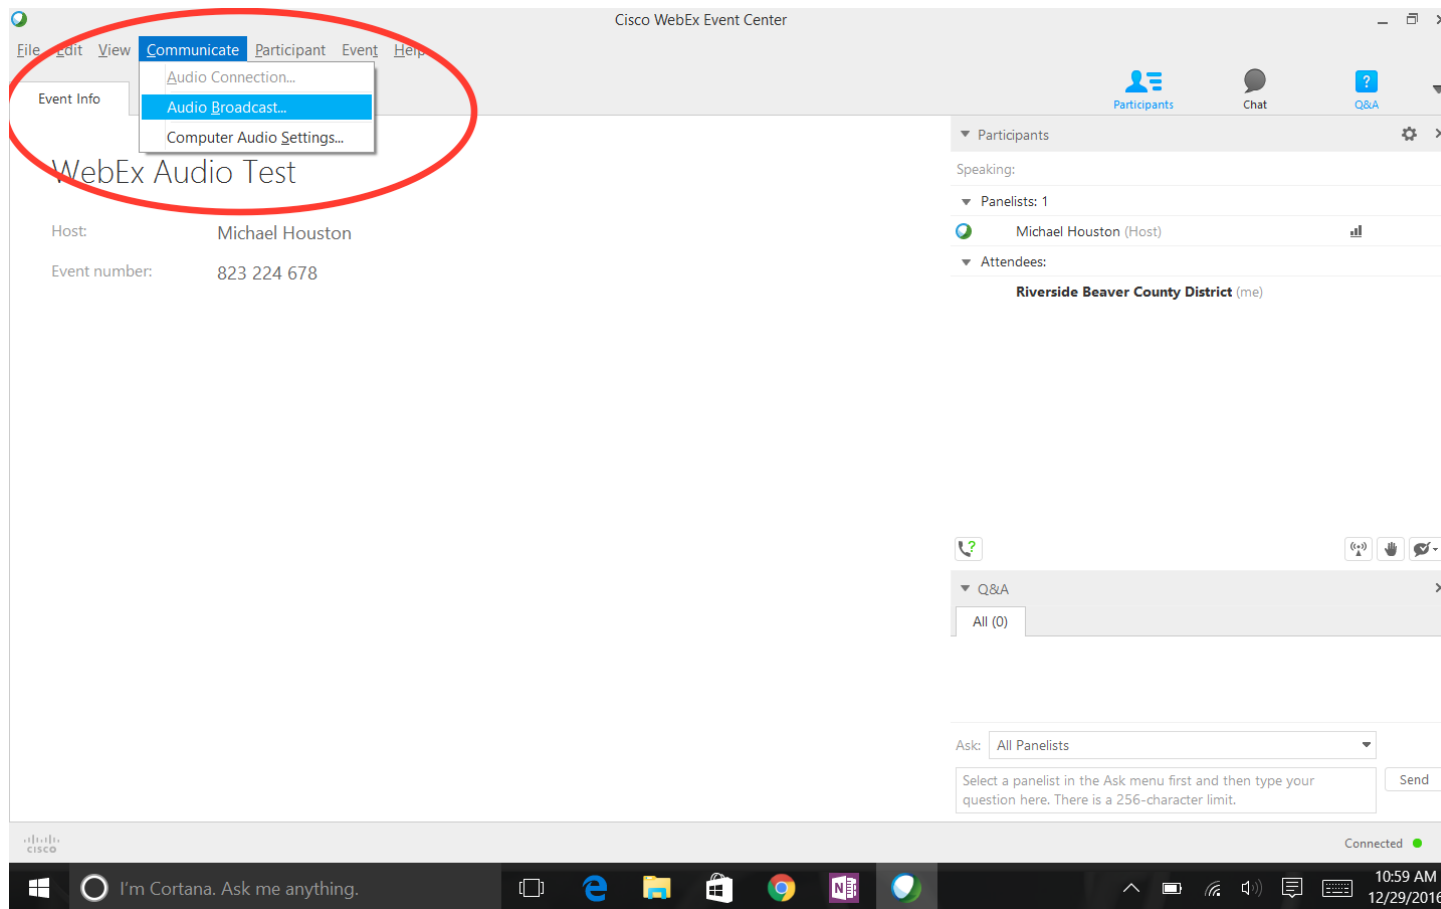 Cisco WebEx Event Center
File Edit View Communicate Participant Event Help
Audio Connection...
Audio Broadcast...
Computer Audio Settings...
Event Info
Participants Chat Q&A
WebEx Audio Test
Host: Michael Houston
Event number: 823 224 678
Participants
Speaking:
Panelists: 1
Michael Houston (Host)
Attendees:
Riverside Beaver County District (me)
Q&A
All (0)
Ask: All Panelists
Select a panelist in the Ask menu first and then type your
question here. There is a 256-character limit.
Send
CISCO
Connected
I'm Cortana. Ask me anything.
10:59 AM
12/29/2016